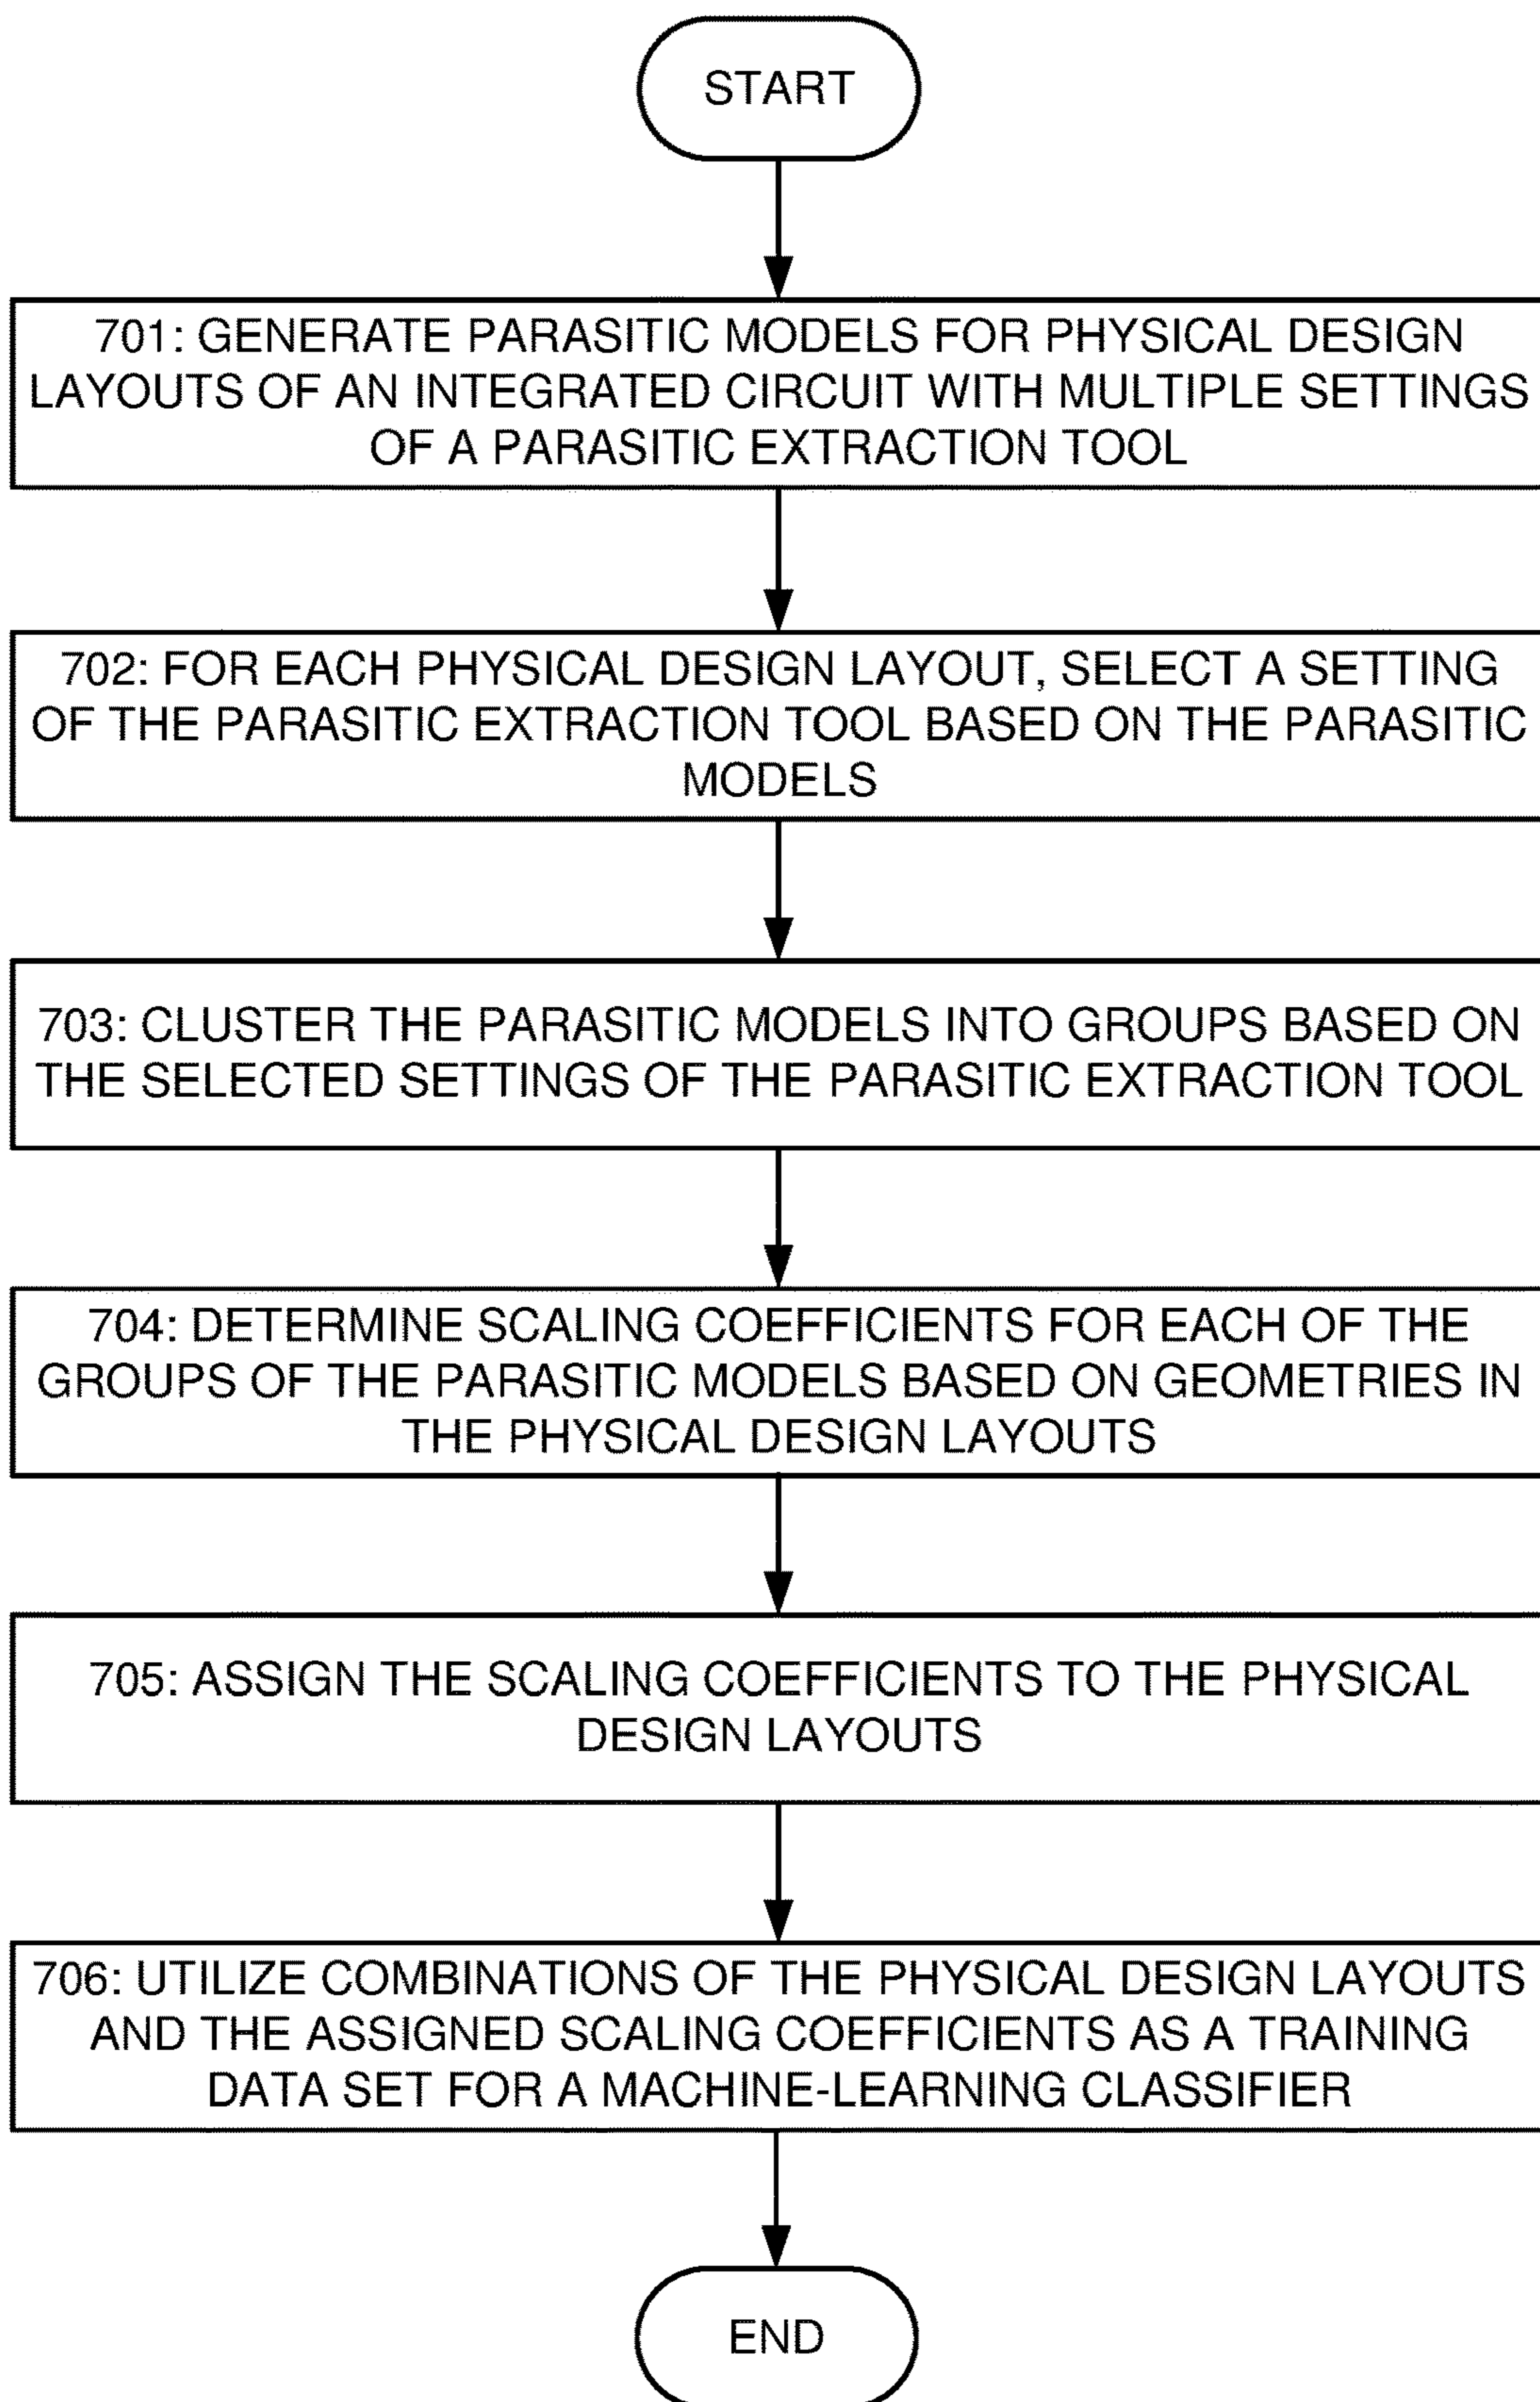 START
701: GENERATE PARASITIC MODELS FOR PHYSICAL DESIGN
LAYOUTS OF AN INTEGRATED CIRCUIT WITH MULTIPLE SETTINGS
OF A PARASITIC EXTRACTION TOOL
702: FOR EACH PHYSICAL DESIGN LAYOUT, SELECT A SETTING
OF THE PARASITIC EXTRACTION TOOL BASED ON THE PARASITIC
MODELS
703: CLUSTER THE PARASITIC MODELS INTO GROUPS BASED ON
THE SELECTED SETTINGS OF THE PARASITIC EXTRACTION TOOL
704: DETERMINE SCALING COEFFICIENTS FOR EACH OF THE
GROUPS OF THE PARASITIC MODELS BASED ON GEOMETRIES IN
THE PHYSICAL DESIGN LAYOUTS
705: ASSIGN THE SCALING COEFFICIENTS TO THE PHYSICAL
DESIGN LAYOUTS
706: UTILIZE COMBINATIONS OF THE PHYSICAL DESIGN LAYOUTS
AND THE ASSIGNED SCALING COEFFICIENTS AS A TRAINING
DATA SET FOR A MACHINE-LEARNING CLASSIFIER
END